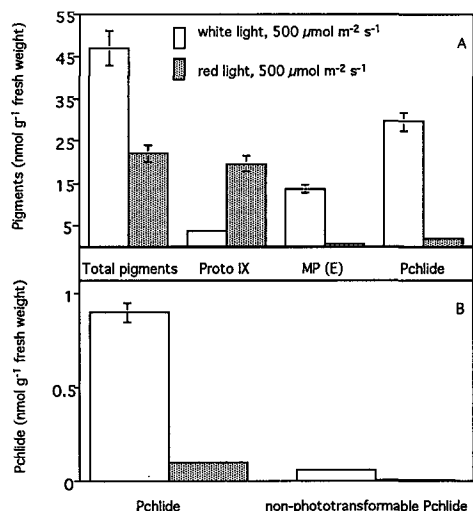 55
45
35
25
15
5
Pigments (nmol g⁻¹ fresh weight)
white light, 500 µmol m⁻² s⁻¹
red light, 500 µmol m⁻² s⁻¹
A
Total pigments Proto IX MP (E) Pchlide
1
0.5
0
Pchlide (nmol g⁻¹ fresh weight)
B
Pchlide non-phototransformable Pchlide